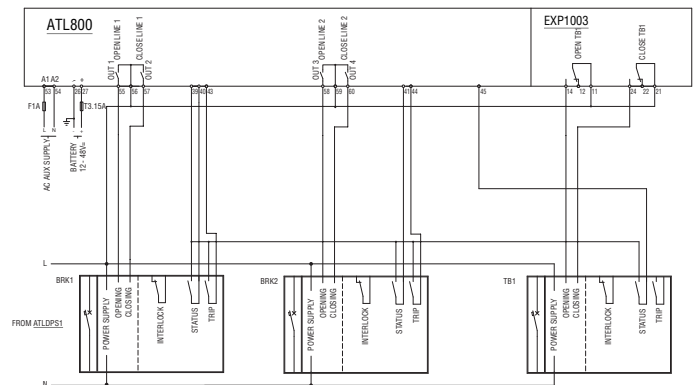 ATL800
EXP1003
OUT 1
OPEN LINE 1
CLOSE LINE 1
OUT 2
OUT 3
OPEN LINE 2
CLOSE LINE 2
OUT 4
OPEN TB1
CLOSE TB1
A1 A2 - +
53 54 26 27 55 56 57 39 40 43 58 59 60 41 44 45 14 12 11 24 22 21
F1A
T3.15A
L N - +
AC AUX SUPPLY
BATTERY
12 - 48V=
L
BRK1
BRK2
TB1
FROM ATLDPS1
POWER SUPPLY
OPENING
CLOSING
INTERLOCK
STATUS
TRIP
POWER SUPPLY
OPENING
CLOSING
INTERLOCK
STATUS
TRIP
POWER SUPPLY
OPENING
CLOSING
INTERLOCK
STATUS
TRIP
N